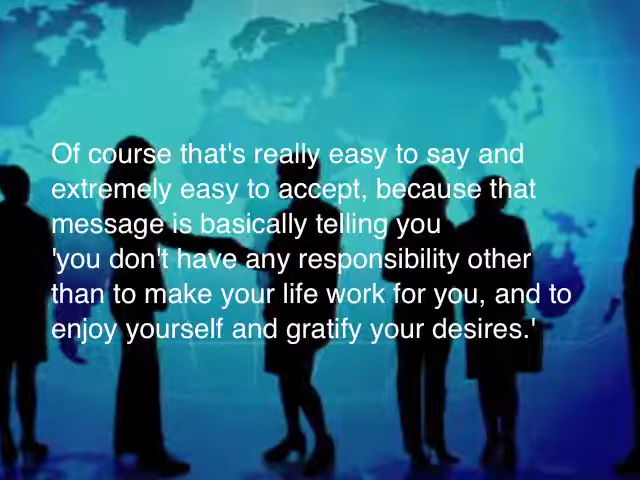 Of course that's really easy to say and
extremely easy to accept, because that
message is basically telling you
'you don't have any responsibility other
than to make your life work for you, and to
enjoy yourself and gratify your desires.'